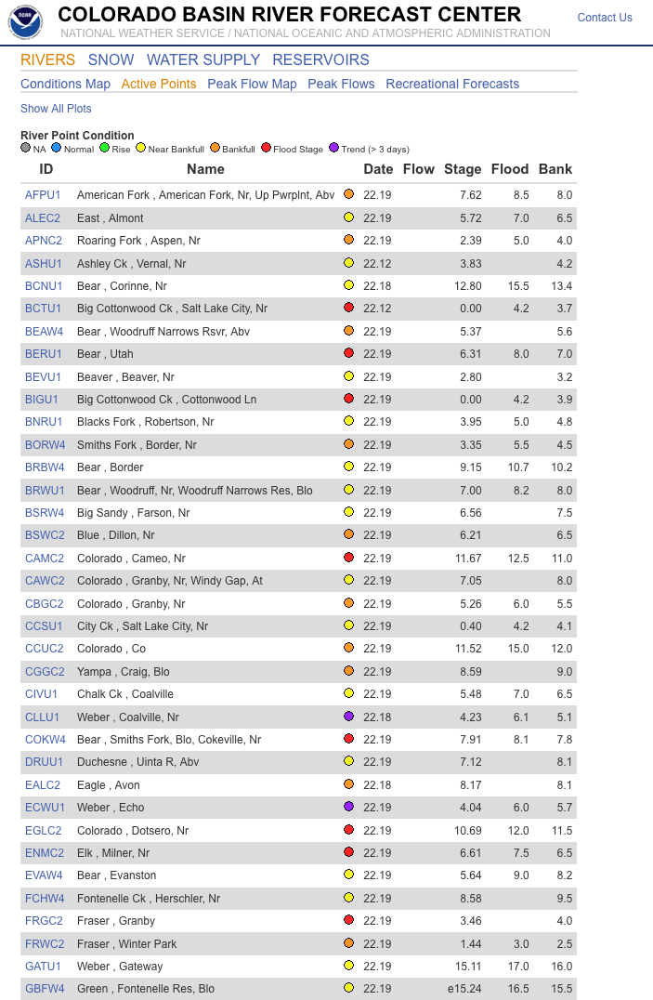 NOAA
COLORADO BASIN RIVER FORECAST CENTER Contact Us
NATIONAL WEATHER SERVICE / NATIONAL OCEANIC AND ATMOSPHERIC ADMINISTRATION
RIVERS SNOW WATER SUPPLY RESERVOIRS
Conditions Map Active Points Peak Flow Map Peak Flows Recreational Forecasts
Show All Plots
River Point Condition
NA Normal Rise Near Bankfull Bankfull Flood Stage Trend (> 3 days)
ID Name Date Flow Stage Flood Bank
AFPU1 American Fork , American Fork, Nr, Up Pwrplnt, Abv 22.19 7.62 8.5 8.0
ALEC2 East , Almont 22.19 5.72 7.0 6.5
APNC2 Roaring Fork , Aspen, Nr 22.19 2.39 5.0 4.0
ASHU1 Ashley Ck , Vernal, Nr 22.12 3.83 4.2
BCNU1 Bear , Corinne, Nr 22.18 12.80 15.5 13.4
BCTU1 Big Cottonwood Ck , Salt Lake City, Nr 22.12 0.00 4.2 3.7
BEAW4 Bear , Woodruff Narrows Rsvr, Abv 22.19 5.37 5.6
BERU1 Bear , Utah 22.19 6.31 8.0 7.0
BEVU1 Beaver , Beaver, Nr 22.19 2.80 3.2
BIGU1 Big Cottonwood Ck , Cottonwood Ln 22.19 0.00 4.2 3.9
BNRU1 Blacks Fork , Robertson, Nr 22.19 3.95 5.0 4.8
BORW4 Smiths Fork , Border, Nr 22.19 3.35 5.5 4.5
BRBW4 Bear , Border 22.19 9.15 10.7 10.2
BRWU1 Bear , Woodruff, Nr, Woodruff Narrows Res, Blo 22.19 7.00 8.2 8.0
BSRW4 Big Sandy , Farson, Nr 22.19 6.56 7.5
BSWC2 Blue , Dillon, Nr 22.19 6.21 6.5
CAMC2 Colorado , Cameo, Nr 22.19 11.67 12.5 11.0
CAWC2 Colorado , Granby, Nr, Windy Gap, At 22.19 7.05 8.0
CBGC2 Colorado , Granby, Nr 22.19 5.26 6.0 5.5
CCSU1 City Ck , Salt Lake City, Nr 22.19 0.40 4.2 4.1
CCUC2 Colorado , Co 22.19 11.52 15.0 12.0
CGGC2 Yampa , Craig, Blo 22.19 8.59 9.0
CIVU1 Chalk Ck , Coalville 22.19 5.48 7.0 6.5
CLLU1 Weber , Coalville, Nr 22.18 4.23 6.1 5.1
COKW4 Bear , Smiths Fork, Blo, Cokeville, Nr 22.19 7.91 8.1 7.8
DRUU1 Duchesne , Uinta R, Abv 22.19 7.12 8.1
EALC2 Eagle , Avon 22.18 8.17 8.1
ECWU1 Weber , Echo 22.19 4.04 6.0 5.7
EGLC2 Colorado , Dotsero, Nr 22.19 10.69 12.0 11.5
ENMC2 Elk , Milner, Nr 22.19 6.61 7.5 6.5
EVAW4 Bear , Evanston 22.19 5.64 9.0 8.2
FCHW4 Fontenelle Ck , Herschler, Nr 22.19 8.58 9.5
FRGC2 Fraser , Granby 22.19 3.46 4.0
FRWC2 Fraser , Winter Park 22.19 1.44 3.0 2.5
GATU1 Weber , Gateway 22.19 15.11 17.0 16.0
GBFW4 Green , Fontenelle Res, Blo 22.19 e15.24 16.5 15.5